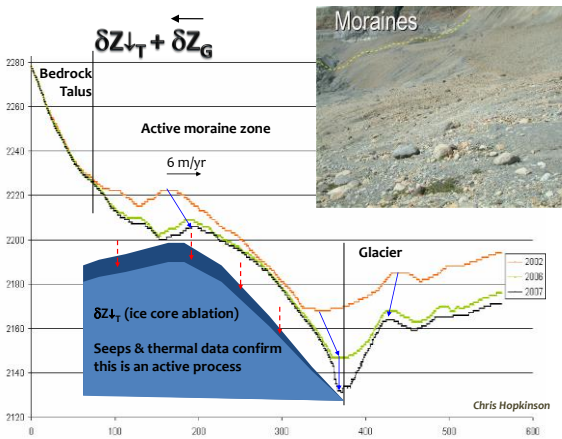 δZ↓T + δZG
Moraines
Bedrock
Talus
Active moraine zone
6 m/yr
Glacier
2002
2006
2007
δZ↓T (ice core ablation)
Seeps & thermal data confirm
this is an active process
Chris Hopkinson
2280
2260
2240
2220
2200
2180
2160
2140
2120
0 100 200 300 400 500 600